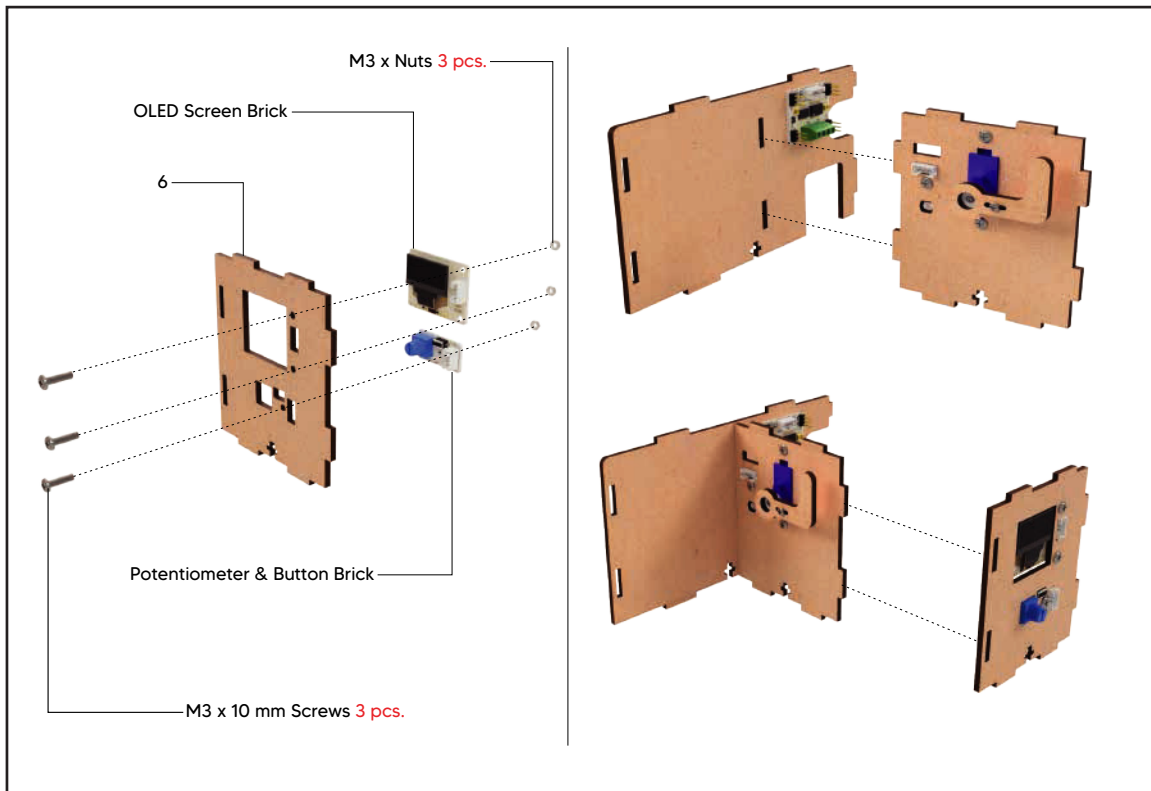 M3 x Nuts 3 pcs.
OLED Screen Brick
6
Potentiometer & Button Brick
M3 x 10 mm Screws 3 pcs.